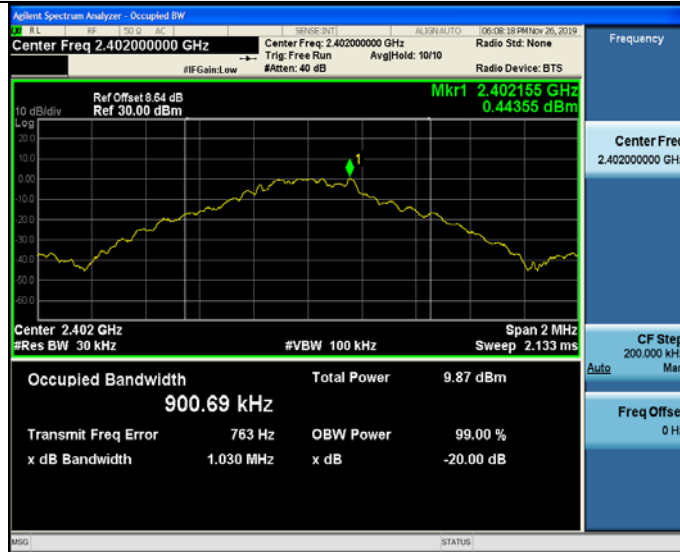 Agilent Spectrum Analyzer - Occupied BW
RL RF 50 Ω AC SENSE:INT ALIGNAUTO 06:08:18 PM Nov 26, 2019
Center Freq 2.402000000 GHz
Center Freq: 2.402000000 GHz
Radio Std: None
Trig: Free Run Avg|Hold: 10/10
#IFGain:Low #Atten: 40 dB Radio Device: BTS
Frequency
Mkr1 2.402155 GHz
0.44355 dBm
Ref Offset 8.64 dB
10 dB/div Ref 30.00 dBm
Log
20.0
10.0
1
0.00
-10.0
-20.0
-30.0
-40.0
-50.0
-60.0
Center Freq
2.402000000 GH
Center 2.402 GHz Span 2 MHz
#Res BW 30 kHz #VBW 100 kHz Sweep 2.133 ms
CF Step
200.000 kH
Auto Ma
Occupied Bandwidth Total Power 9.87 dBm
900.69 kHz
Freq Offse
0 H
Transmit Freq Error 763 Hz OBW Power 99.00 %
x dB Bandwidth 1.030 MHz x dB -20.00 dB
MSG STATUS